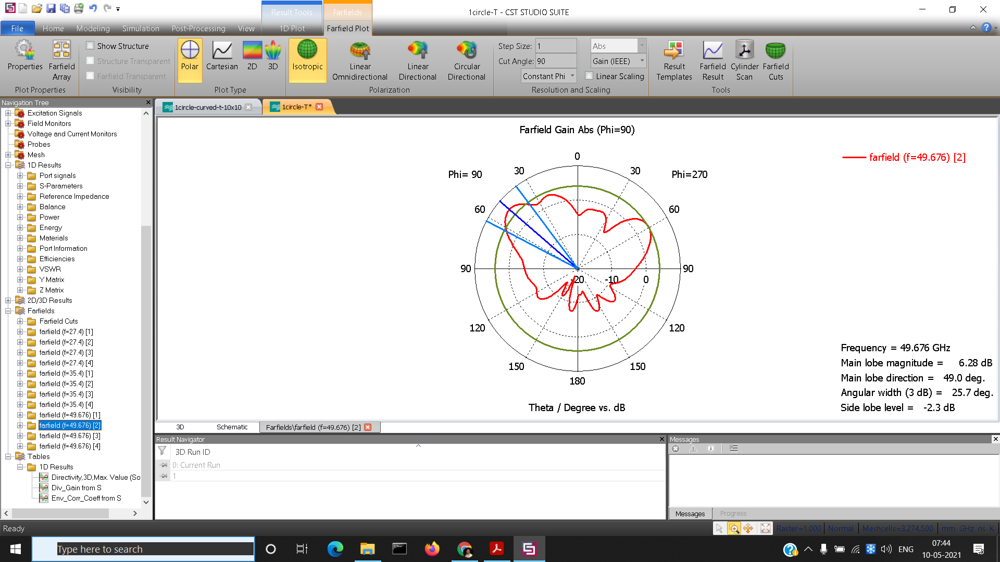 1circle-T - CST STUDIO SUITE
Result Tools
Farfields
File
Home
Modeling
Simulation
Post-Processing
View
1D Plot
Farfield Plot
Properties
Farfield Array
Plot Properties
Show Structure
Structure Transparent
Farfield Transparent
Visibility
Polar
Cartesian
2D
3D
Plot Type
Isotropic
Linear Omnidirectional
Linear Directional
Circular Directional
Polarization
Step Size: 1
Cut Angle: 90
Constant Phi
Abs
Gain (IEEE)
Linear Scaling
Resolution and Scaling
Result Templates
Farfield Result
Cylinder Scan
Farfield Cuts
Tools
Navigation Tree
Excitation Signals
Field Monitors
Voltage and Current Monitors
Probes
Mesh
1D Results
Port signals
S-Parameters
Reference Impedance
Balance
Power
Energy
Materials
Port Information
Efficiencies
VSWR
Y Matrix
Z Matrix
2D/3D Results
Farfields
Farfield Cuts
farfield (f=27.4) [1]
farfield (f=27.4) [2]
farfield (f=27.4) [3]
farfield (f=27.4) [4]
farfield (f=35.4) [1]
farfield (f=35.4) [2]
farfield (f=35.4) [3]
farfield (f=35.4) [4]
farfield (f=49.676) [1]
farfield (f=49.676) [2]
farfield (f=49.676) [3]
farfield (f=49.676) [4]
Tables
1D Results
Directivity,3D,Max. Value (So
Div_Gain from S
Env_Corr_Coeff from S
1circle-curved-t-10x10
1circle-T*
Farfield Gain Abs (Phi=90)
farfield (f=49.676) [2]
Phi= 90
30
0
30
Phi=270
60
60
90
-20
-10
0
90
120
120
150
150
180
Theta / Degree vs. dB
Frequency = 49.676 GHz
Main lobe magnitude = 6.28 dB
Main lobe direction = 49.0 deg.
Angular width (3 dB) = 25.7 deg.
Side lobe level = -2.3 dB
3D
Schematic
Farfields\farfield (f=49.676) [2]
Result Navigator
3D Run ID
0: Current Run
1
Messages
Messages
Progress
Ready
Raster=1.000
Normal
Meshcells=3,274,500
mm GHz ns K
Type here to search
ENG
07:44
10-05-2021